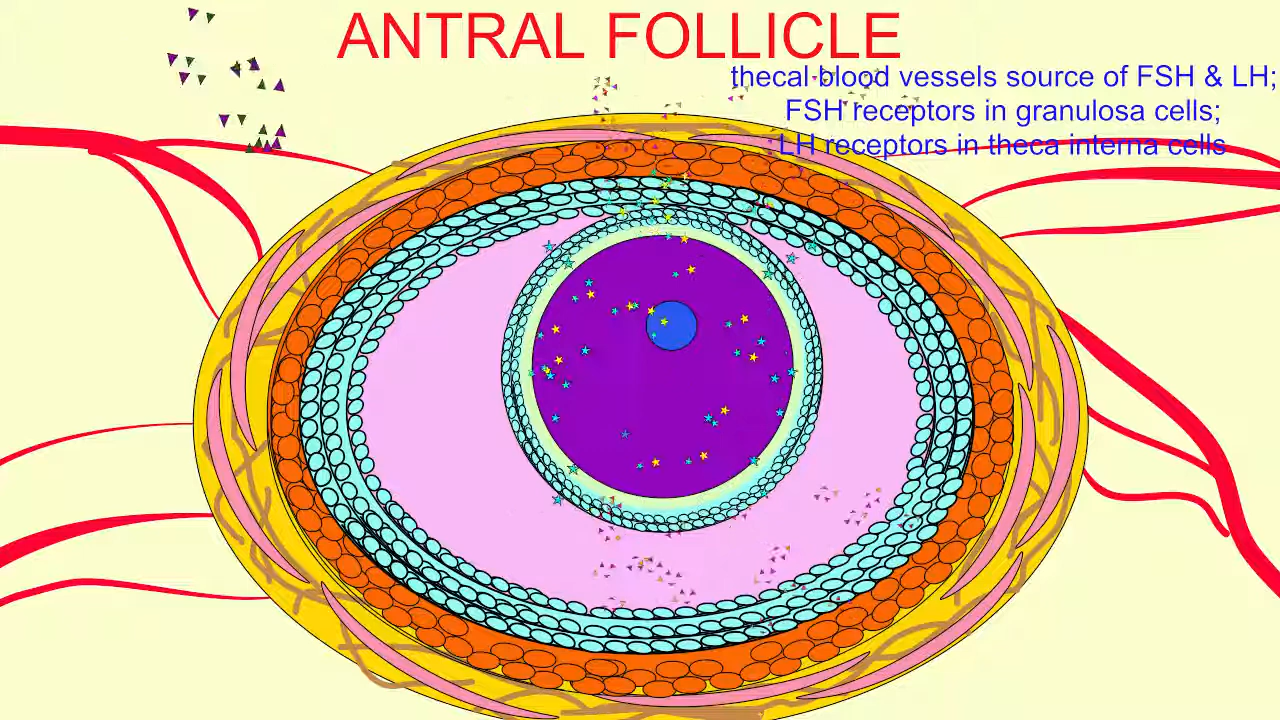 ANTRAL FOLLICLE
thecal blood vessels source of FSH & LH;
FSH receptors in granulosa cells;
LH receptors in theca interna cells